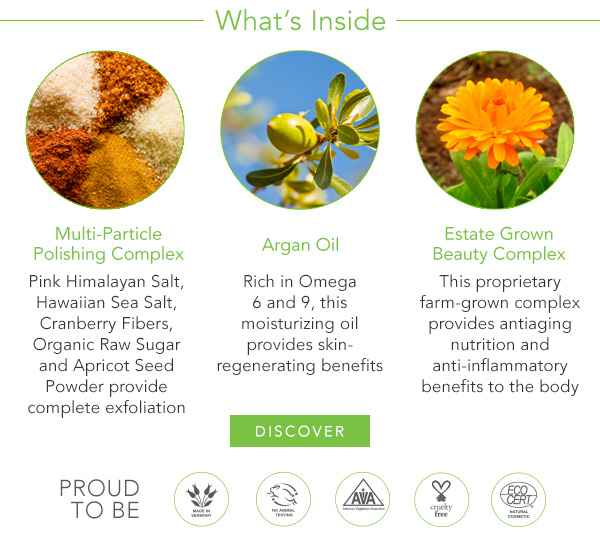 What's Inside
Multi-Particle
Polishing Complex
Pink Himalayan Salt,
Hawaiian Sea Salt,
Cranberry Fibers,
Organic Raw Sugar
and Apricot Seed
Powder provide
complete exfoliation
Argan Oil
Rich in Omega
6 and 9, this
moisturizing oil
provides skin-
regenerating benefits
Estate Grown
Beauty Complex
This proprietary
farm-grown complex
provides antiaging
nutrition and
anti-inflammatory
benefits to the body
DISCOVER
PROUD
TO BE
MADE IN
VERMONT
NO ANIMAL
TESTING
AVA
American Vegetarian Association
cruelty
free
ECO
CERT
NATURAL
COSMETIC